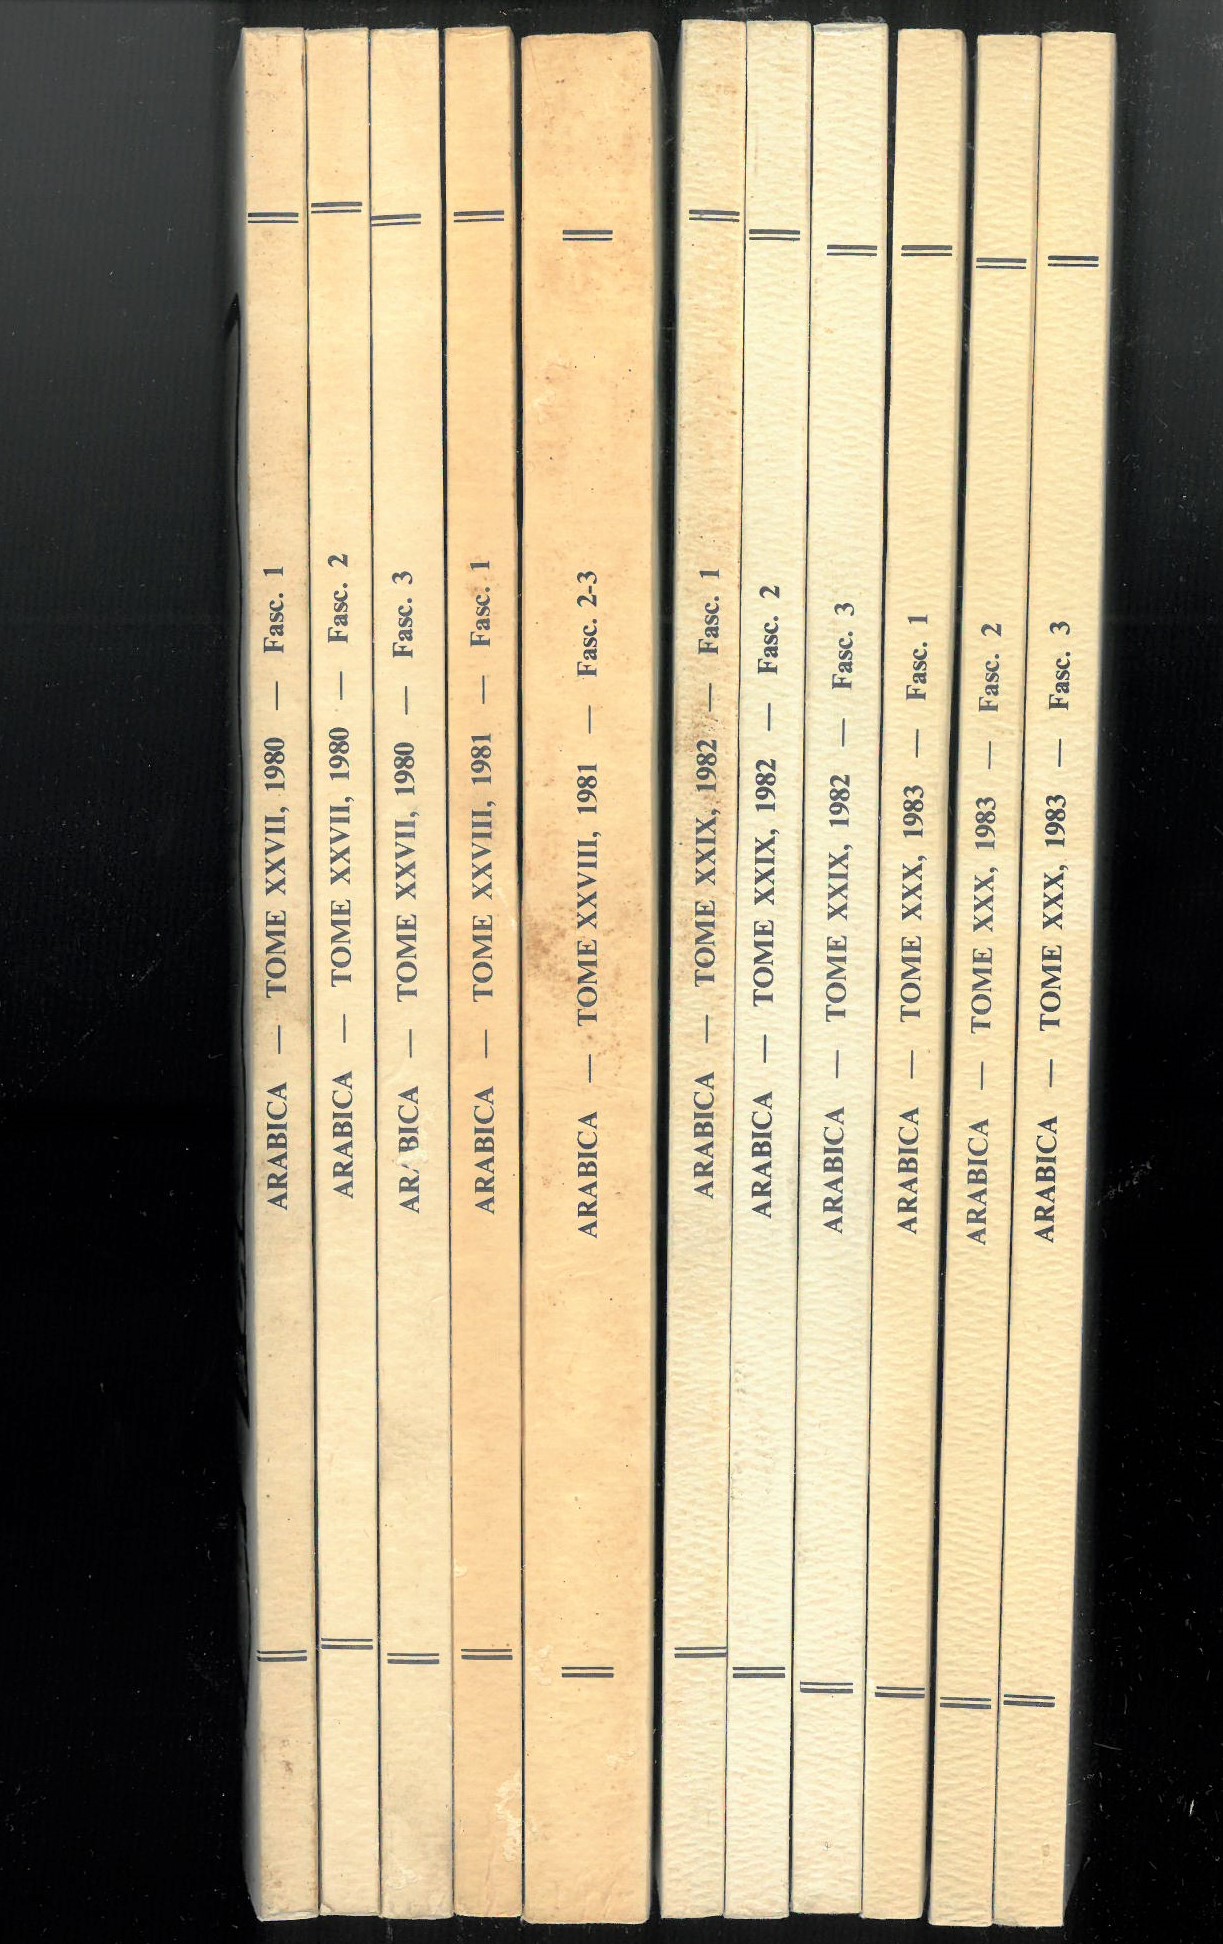 ARABICA — TOME XXVII, 1980 — Fasc. 1
ARABICA — TOME XXVII, 1980 — Fasc. 2
ARABICA — TOME XXVII, 1980 — Fasc. 3
ARABICA — TOME XXVIII, 1981 — Fasc. 1
ARABICA — TOME XXVIII, 1981 — Fasc. 2-3
ARABICA — TOME XXIX, 1982 — Fasc. 1
ARABICA — TOME XXIX, 1982 — Fasc. 2
ARABICA — TOME XXIX, 1982 — Fasc. 3
ARABICA — TOME XXX, 1983 — Fasc. 1
ARABICA — TOME XXX, 1983 — Fasc. 2
ARABICA — TOME XXX, 1983 — Fasc. 3